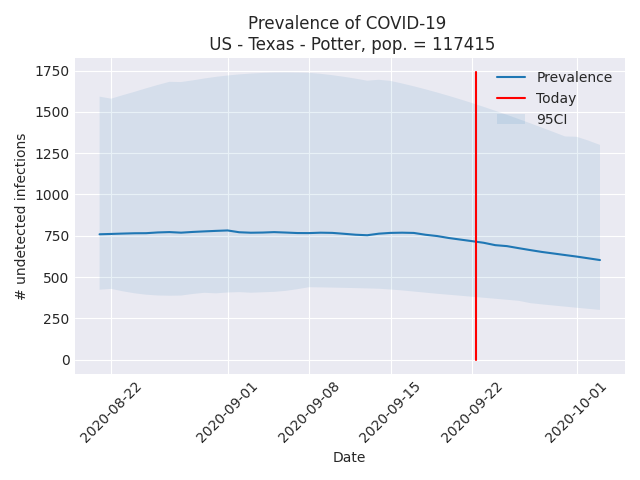 Prevalence of COVID-19
US - Texas - Potter, pop. = 117415
Prevalence
Today
95CI
# undetected infections
1750
1500
1250
1000
750
500
250
0
2020-08-22
2020-09-01
2020-09-08
2020-09-15
2020-09-22
2020-10-01
Date